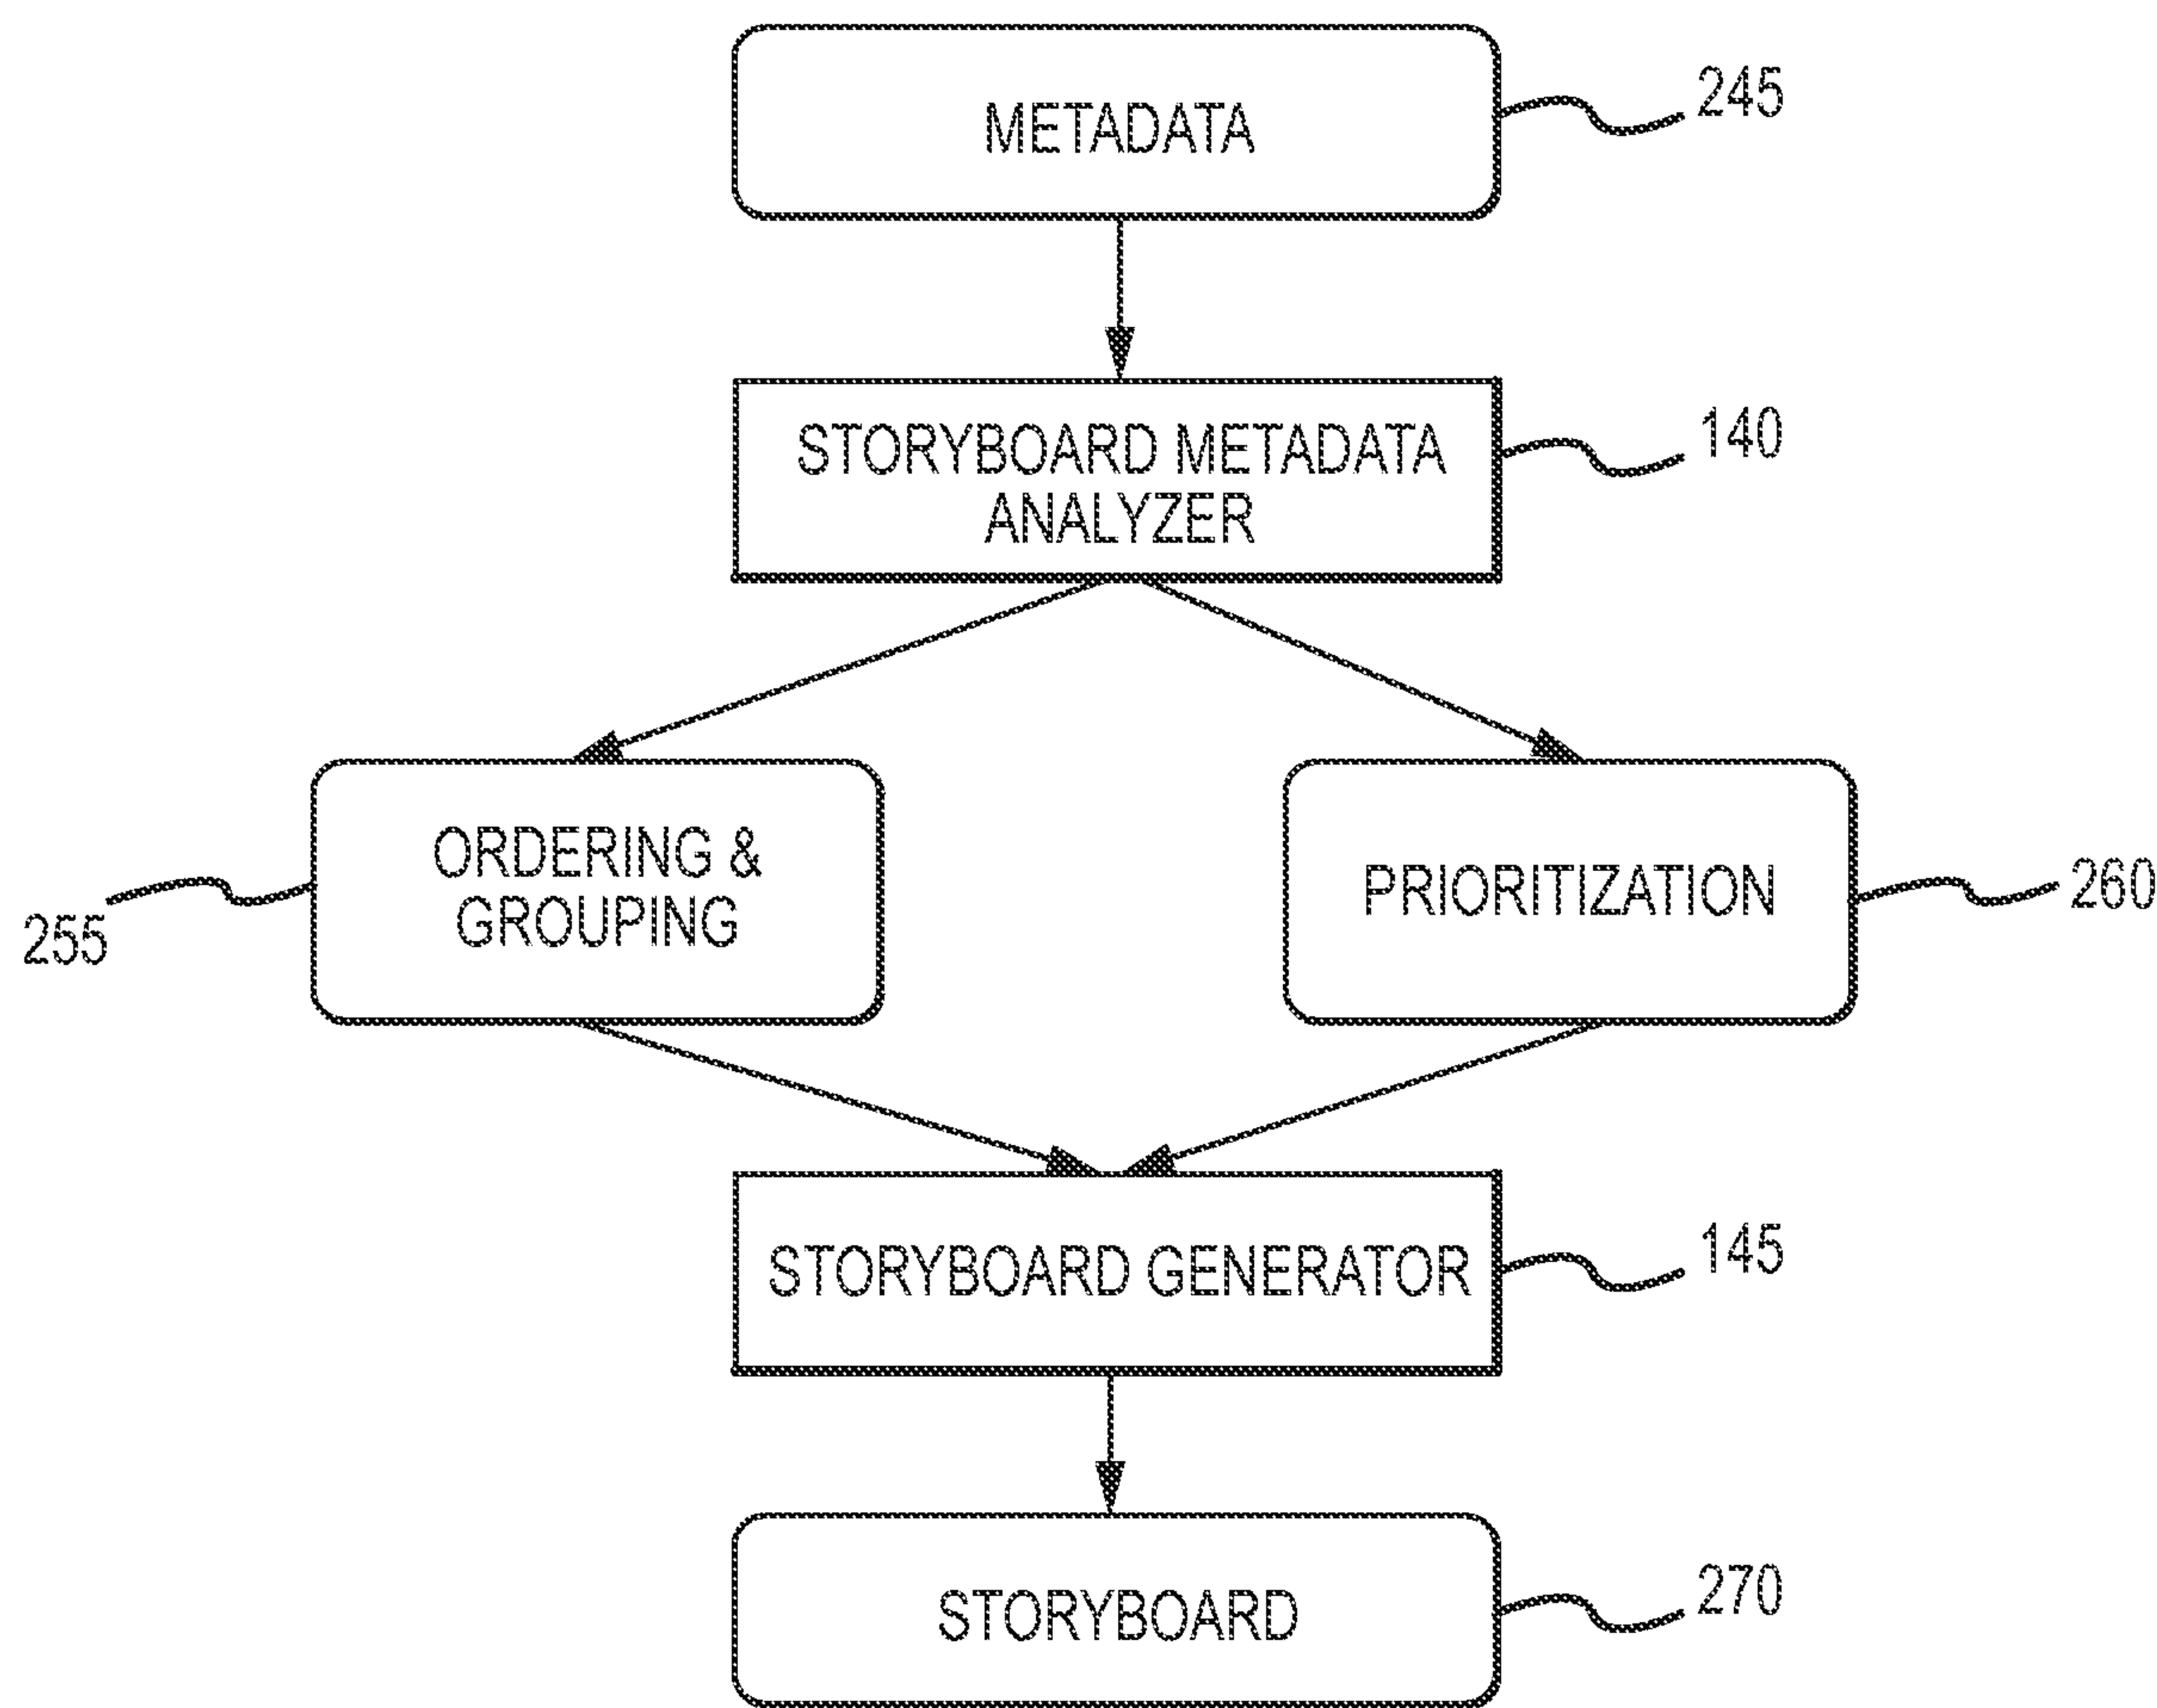 METADATA
245
STORYBOARD METADATA
ANALYZER
140
ORDERING &
GROUPING
255
PRIORITIZATION
260
STORYBOARD GENERATOR
145
STORYBOARD
270